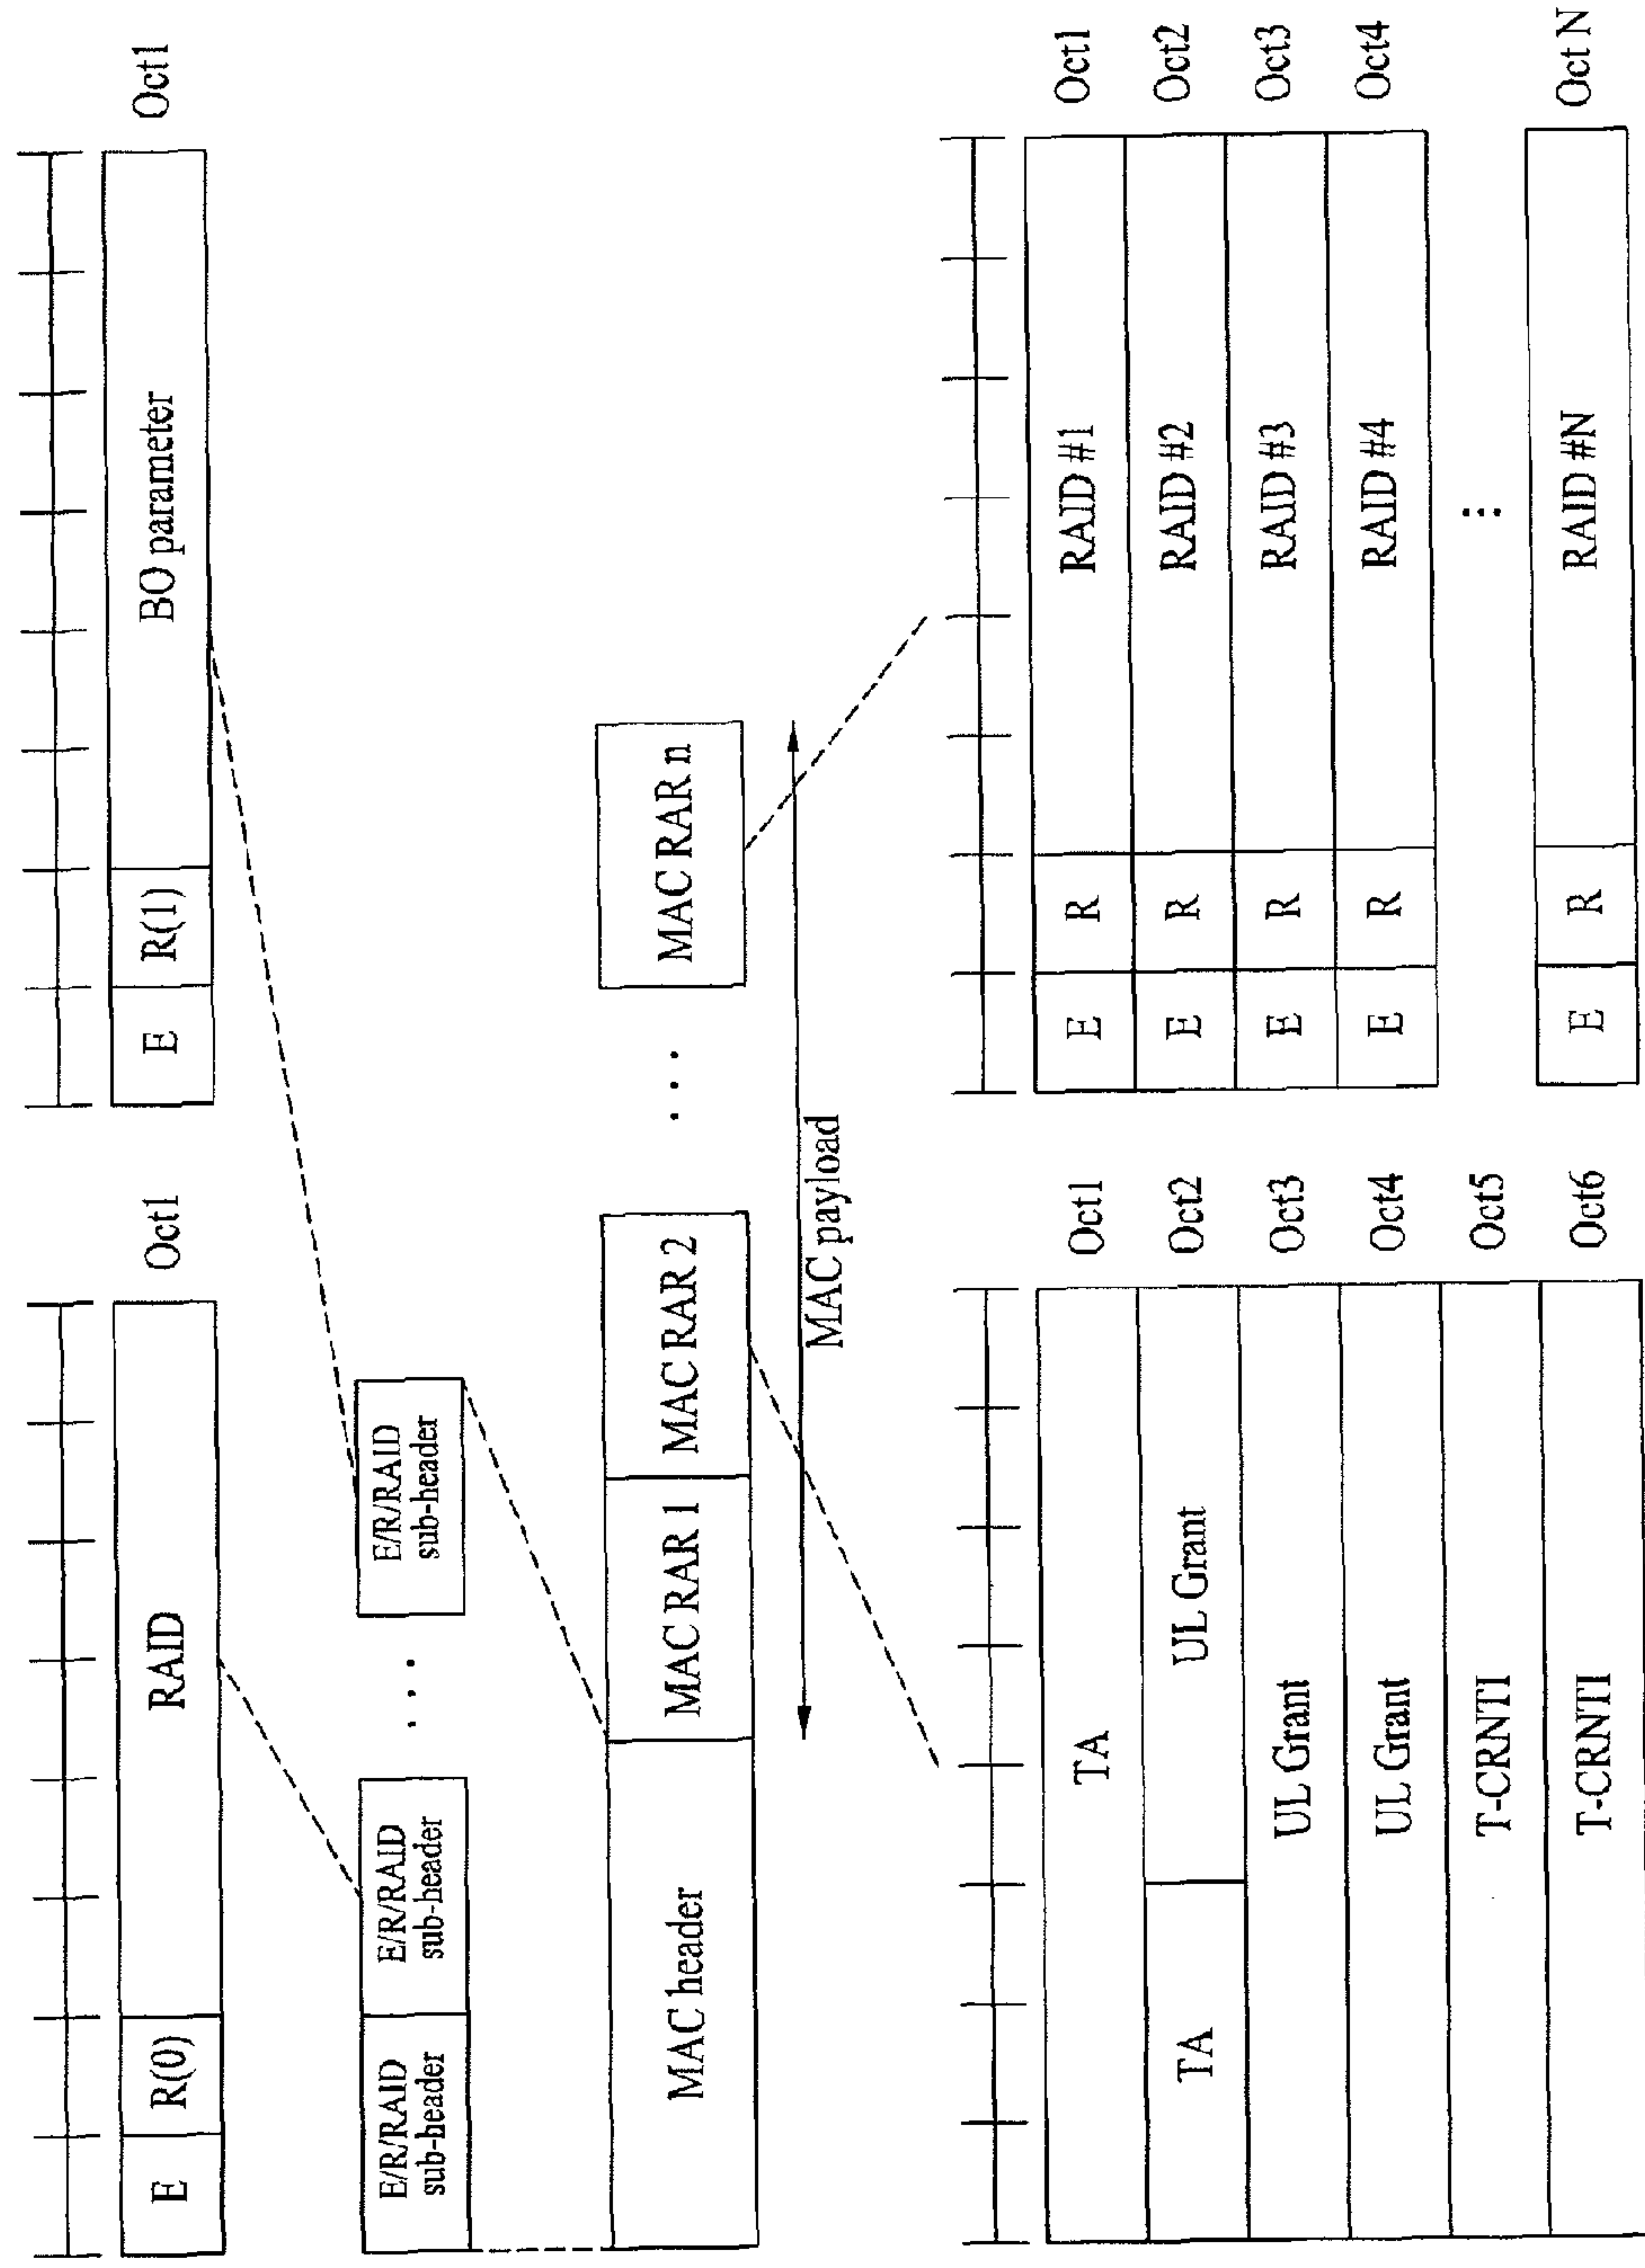 E R(0) RAID Oct1
E R(1) BO parameter Oct1
E/R/RAID
sub-header
E/R/RAID
sub-header
...
E/R/RAID
sub-header
MAC header MAC RAR 1 MAC RAR 2 ... MAC RAR n
MAC payload
TA Oct1
TA UL Grant Oct2
UL Grant Oct3
UL Grant Oct4
T-CRNTI Oct5
T-CRNTI Oct6
E R RAID #1 Oct1
E R RAID #2 Oct2
E R RAID #3 Oct3
E R RAID #4 Oct4
...
E R RAID #N Oct N